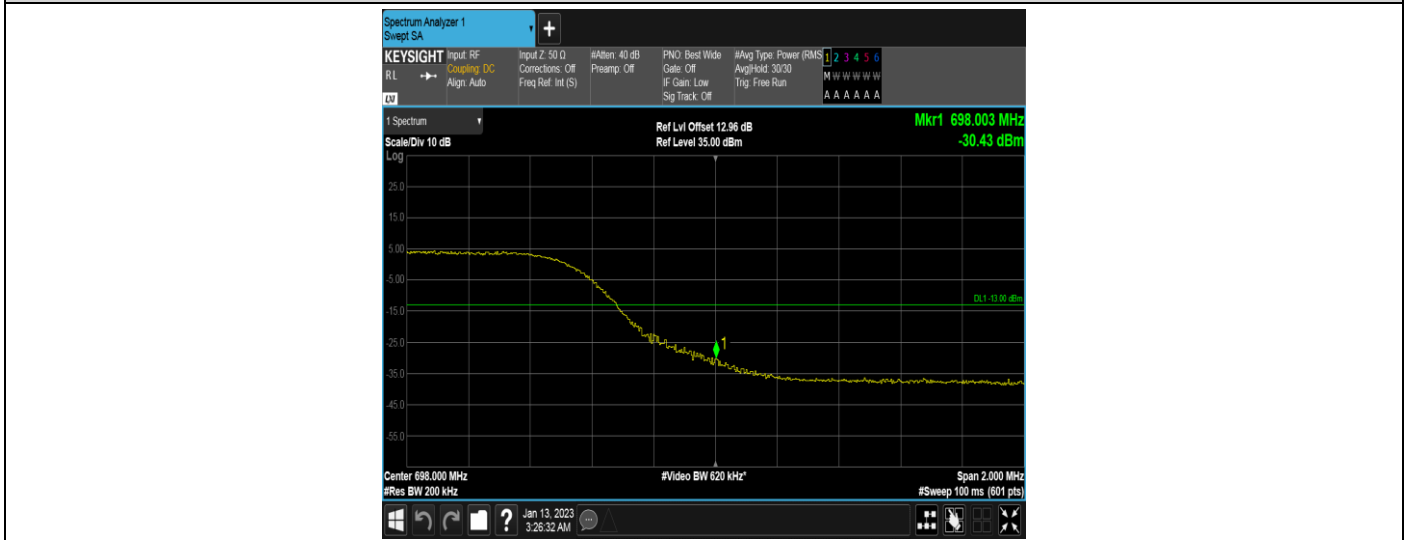 Spectrum Analyzer 1
Swept SA
+
KEYSIGHT
RL
LXI
Input: RF
Coupling: DC
Align: Auto
Input Z: 50 Ω
Corrections: Off
Freq Ref: Int (S)
#Atten: 40 dB
Preamp: Off
PNO: Best Wide
Gate: Off
IF Gain: Low
Sig Track: Off
#Avg Type: Power (RMS
Avg|Hold: 30/30
Trig: Free Run
1 2 3 4 5 6
M W W W W W
A A A A A A
1 Spectrum
Scale/Div 10 dB
Ref Lvl Offset 12.96 dB
Ref Level 35.00 dBm
Mkr1 698.003 MHz
-30.43 dBm
Log
25.0
15.0
5.00
-5.00
DL1 -13.00 dBm
-15.0
-25.0
1
-35.0
-45.0
-55.0
Center 698.000 MHz
#Video BW 620 kHz*
Span 2.000 MHz
#Res BW 200 kHz
#Sweep 100 ms (601 pts)
?
Jan 13, 2023
3:26:32 AM